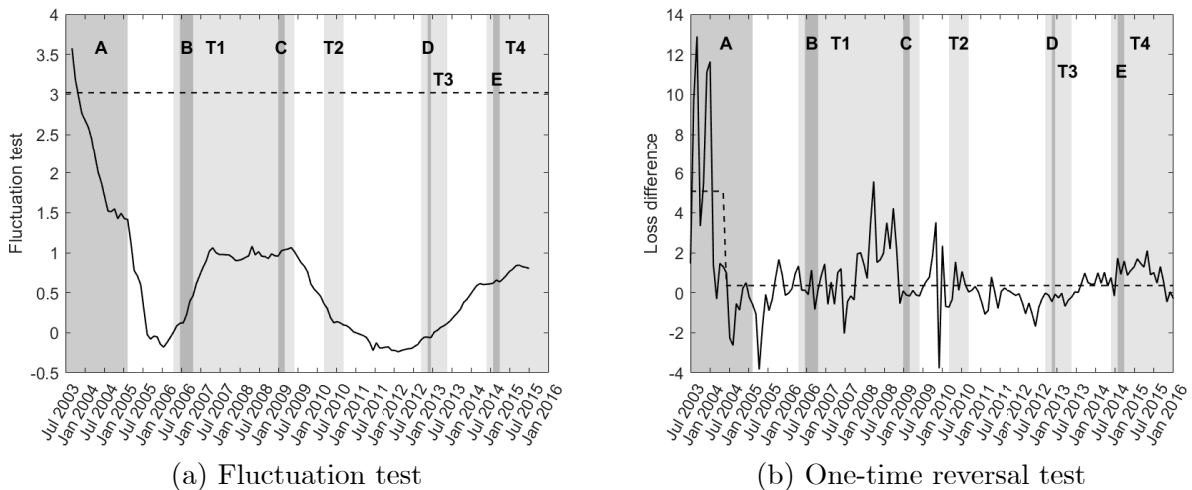 4
3.5
3
2.5
2
1.5
1
0.5
0
-0.5
Fluctuation test
A
B
T1
C
T2
D
T3
E
T4
Jul 2003
Jan 2004
Jul 2004
Jan 2005
Jul 2005
Jan 2006
Jul 2006
Jan 2007
Jul 2007
Jan 2008
Jul 2008
Jan 2009
Jul 2009
Jan 2010
Jul 2010
Jan 2011
Jul 2011
Jan 2012
Jul 2012
Jan 2013
Jul 2013
Jan 2014
Jul 2014
Jan 2015
Jul 2015
Jan 2016
(a) Fluctuation test
14
12
10
8
6
4
2
0
-2
-4
Loss difference
A
B
T1
C
T2
D
T3
E
T4
Jul 2003
Jan 2004
Jul 2004
Jan 2005
Jul 2005
Jan 2006
Jul 2006
Jan 2007
Jul 2007
Jan 2008
Jul 2008
Jan 2009
Jul 2009
Jan 2010
Jul 2010
Jan 2011
Jul 2011
Jan 2012
Jul 2012
Jan 2013
Jul 2013
Jan 2014
Jul 2014
Jan 2015
Jul 2015
Jan 2016
(b) One-time reversal test